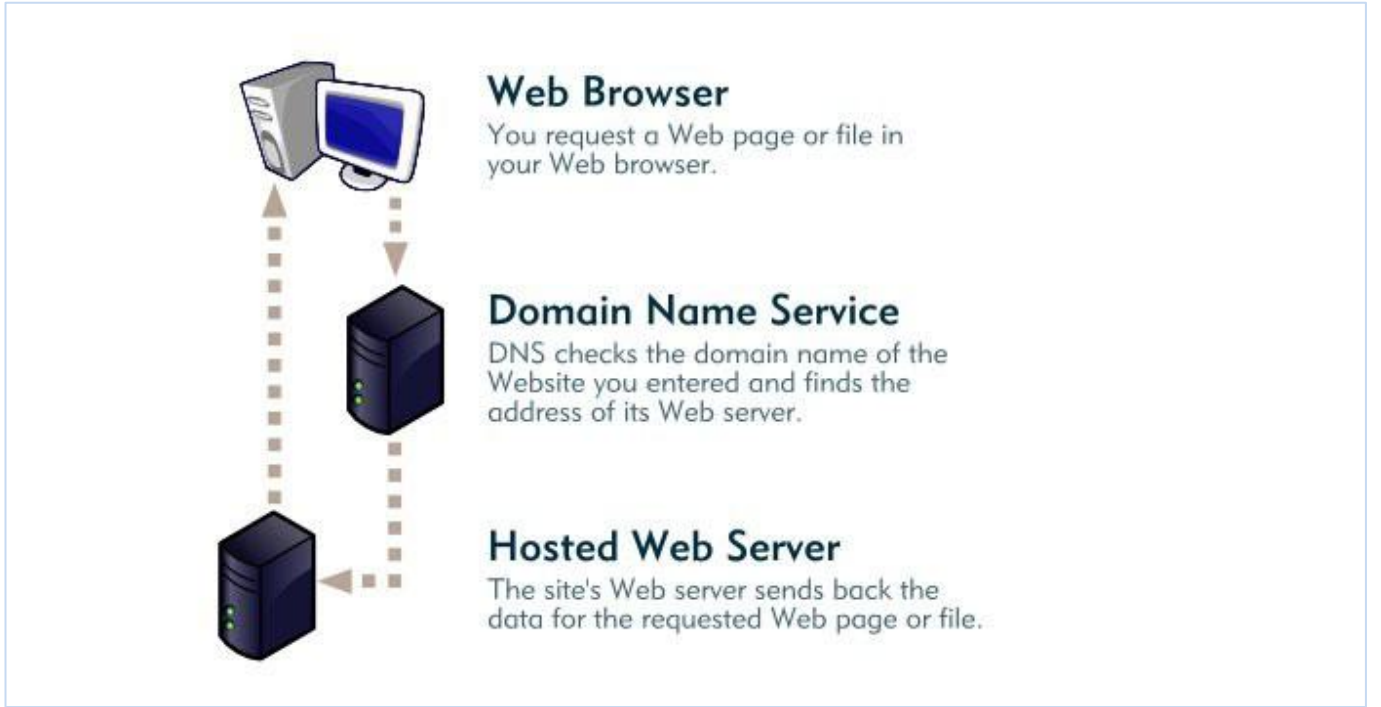 Web Browser
You request a Web page or file in
your Web browser.
Domain Name Service
DNS checks the domain name of the
Website you entered and finds the
address of its Web server.
Hosted Web Server
The site's Web server sends back the
data for the requested Web page or file.